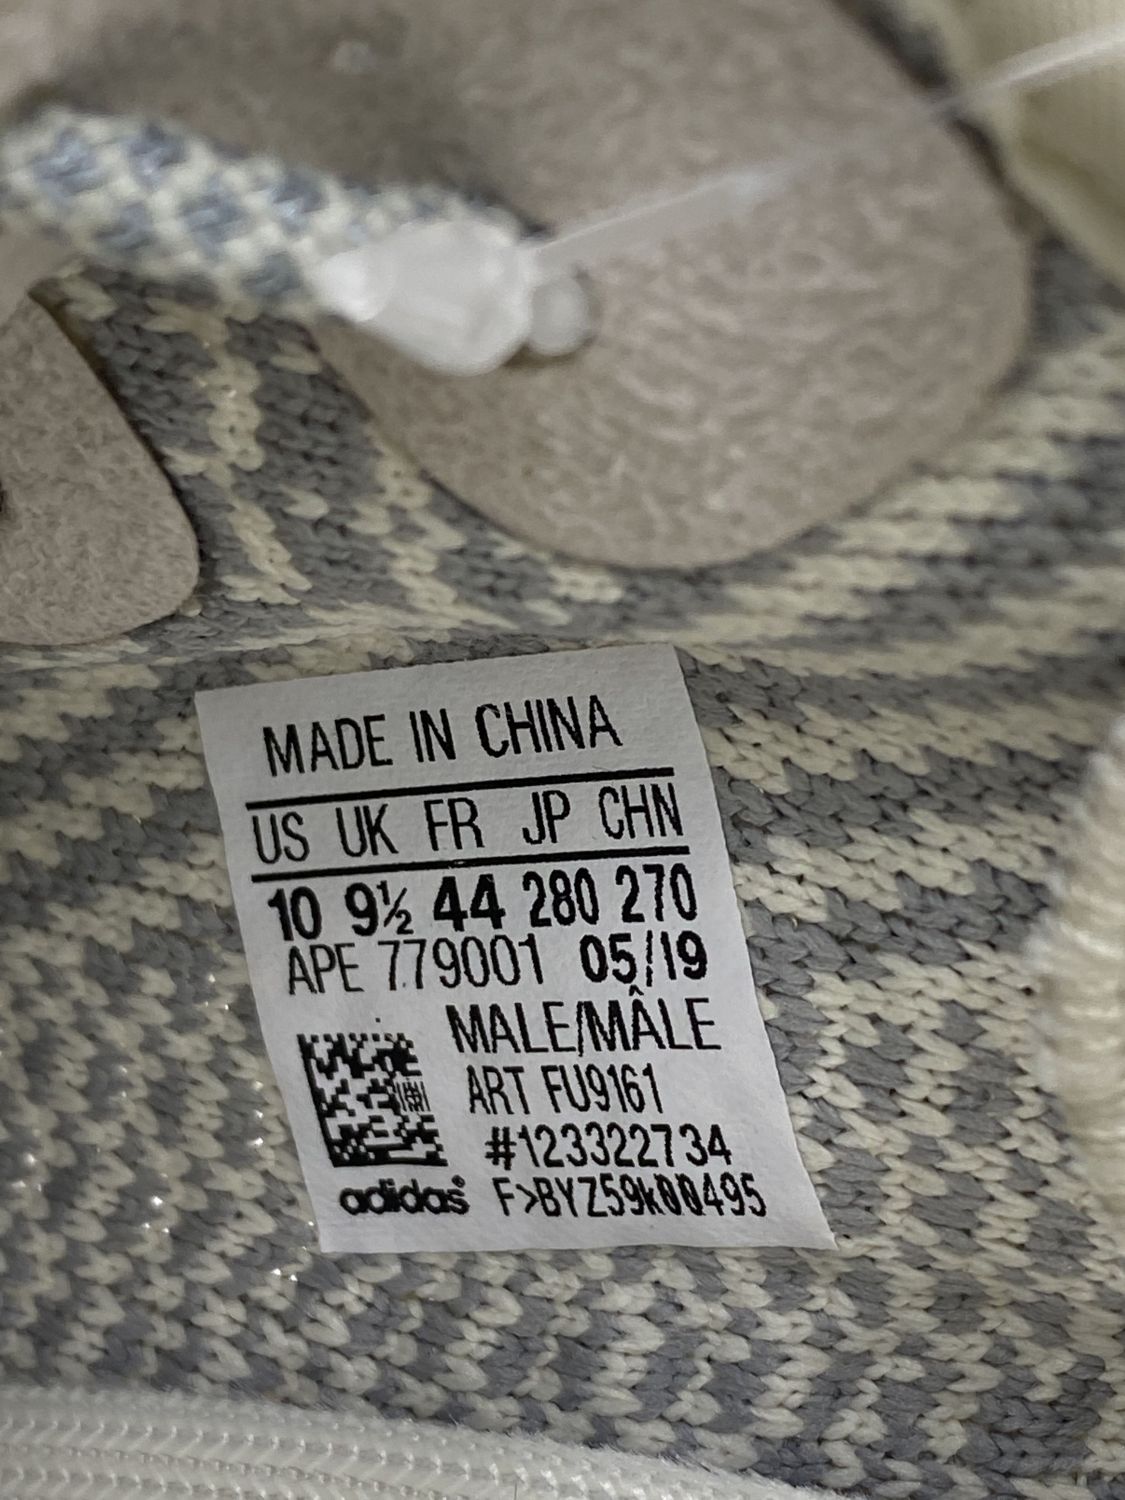 MADE IN CHINA
US UK FR JP CHN
10 9½ 44 280 270
APE 779001 05/19
MALE/MÂLE
ART FU9161
#123322734
adidas® F>BYZ59k00495